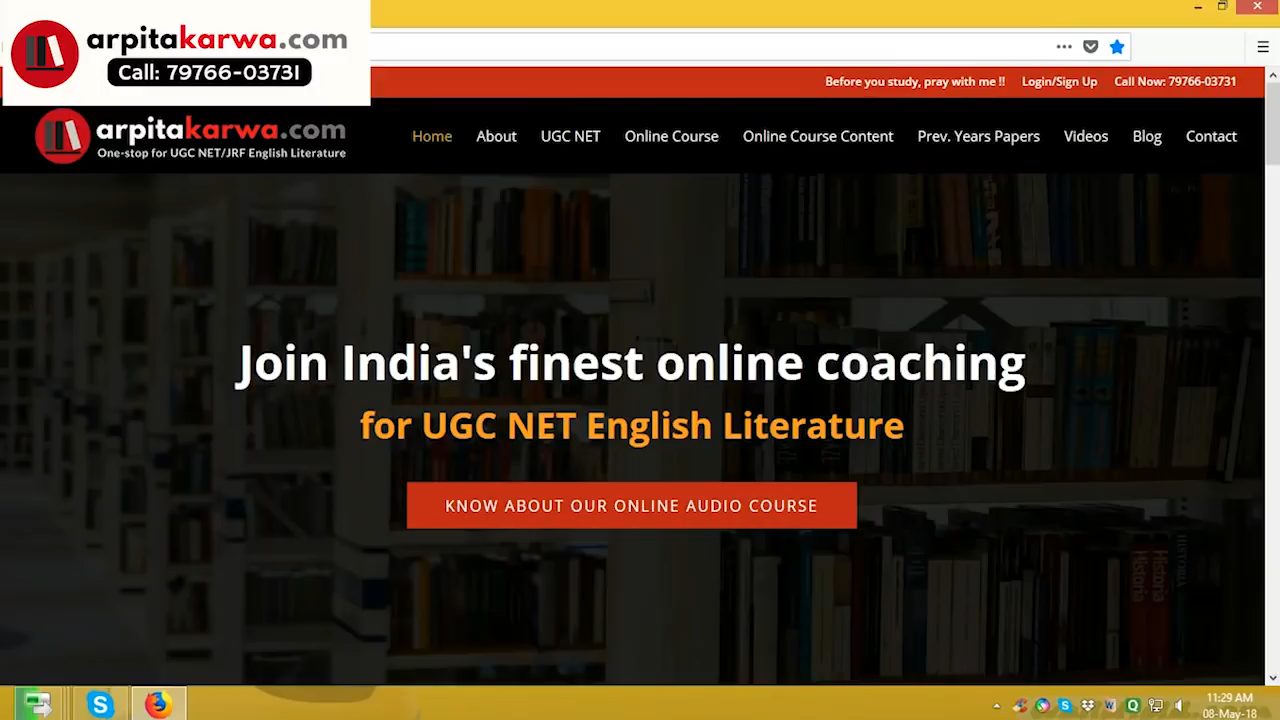 arpitakarwa.com
Call: 79766-03731
Before you study, pray with me !! Login/Sign Up Call Now: 79766-03731
arpitakarwa.com
One-stop for UGC NET/JRF English Literature
Home About UGC NET Online Course Online Course Content Prev. Years Papers Videos Blog Contact
Join India's finest online coaching
for UGC NET English Literature
KNOW ABOUT OUR ONLINE AUDIO COURSE
Historia
Historia
HISTORIA
11:29 AM
08-May-18